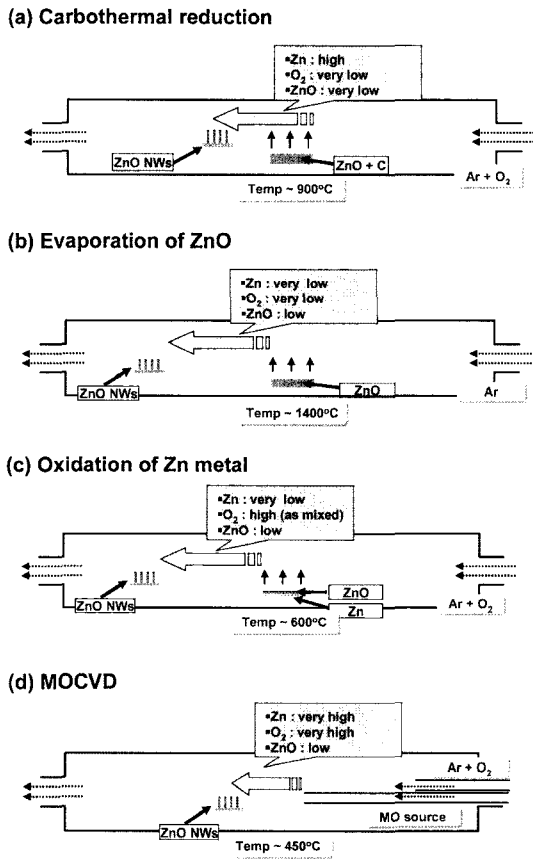 (a) Carbothermal reduction
▪Zn : high
▪O₂ : very low
▪ZnO : very low
ZnO NWs
ZnO + C
Ar + O₂
Temp ~ 900°C
(b) Evaporation of ZnO
▪Zn : very low
▪O₂ : very low
▪ZnO : low
ZnO NWs
ZnO
Ar
Temp ~ 1400°C
(c) Oxidation of Zn metal
▪Zn : very low
▪O₂ : high (as mixed)
▪ZnO : low
ZnO
ZnO NWs
Zn
Ar + O₂
Temp ~ 600°C
(d) MOCVD
▪Zn : very high
▪O₂ : very high
▪ZnO : low
Ar + O₂
MO source
ZnO NWs
Temp ~ 450°C